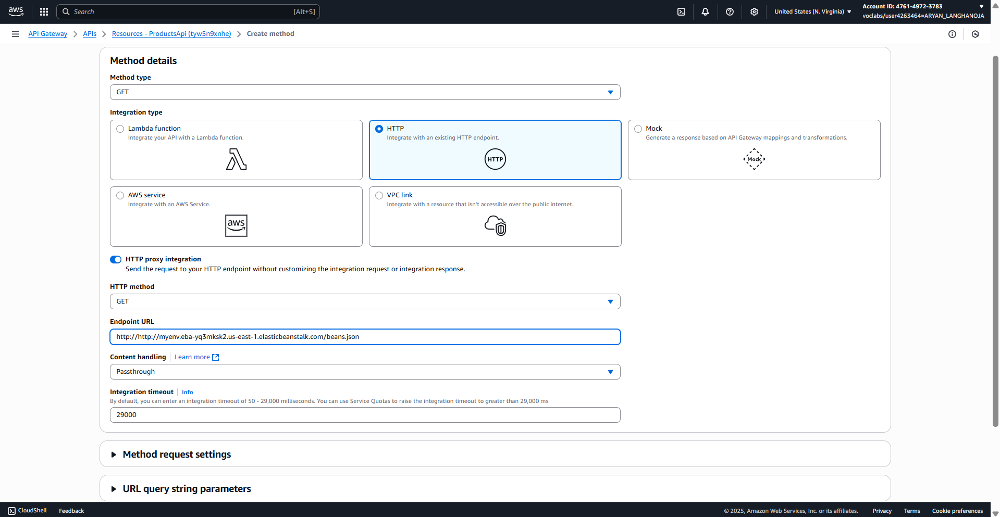 aws
Search [Alt+S]
United States (N. Virginia)
Account ID: 4761-4972-3783
voclabs/user4263464=ARYAN_LANGHANOJA
API Gateway > APIs > Resources - ProductsApi (tyw5n9xnhe) > Create method
Method details
Method type
GET
Integration type
Lambda function
Integrate your API with a Lambda function.
HTTP
Integrate with an existing HTTP endpoint.
HTTP
Mock
Generate a response based on API Gateway mappings and transformations.
Mock
AWS service
Integrate with an AWS Service.
aws
VPC link
Integrate with a resource that isn't accessible over the public internet.
HTTP proxy integration
Send the request to your HTTP endpoint without customizing the integration request or integration response.
HTTP method
GET
Endpoint URL
http://http://myenv.eba-yq3mksk2.us-east-1.elasticbeanstalk.com/beans.json
Content handling Learn more
Passthrough
Integration timeout Info
By default, you can enter an integration timeout of 50 - 29,000 milliseconds. You can use Service Quotas to raise the integration timeout to greater than 29,000 ms
29000
Method request settings
URL query string parameters
CloudShell Feedback © 2025, Amazon Web Services, Inc. or its affiliates. Privacy Terms Cookie preferences